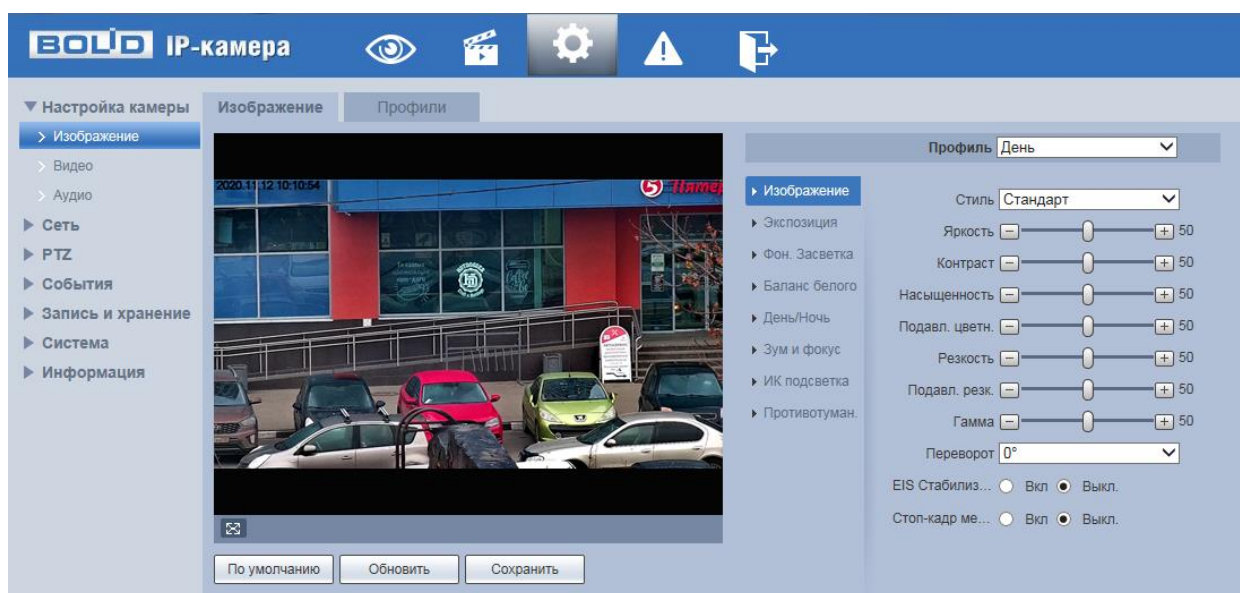 BOLID IP-камера
Настройка камеры
Изображение
Видео
Аудио
Сеть
PTZ
События
Запись и хранение
Система
Информация
Изображение Профили
2020.11.12 10:10:54
5
По умолчанию Обновить Сохранить
Профиль День
Изображение
Экспозиция
Фон. Засветка
Баланс белого
День/Ночь
Зум и фокус
ИК подсветка
Противотуман.
Стиль Стандарт
Яркость 50
Контраст 50
Насыщенность 50
Подавл. цветн. 50
Резкость 50
Подавл. резк. 50
Гамма 50
Переворот 0°
EIS Стабилиз... Вкл Выкл.
Стоп-кадр ме... Вкл Выкл.